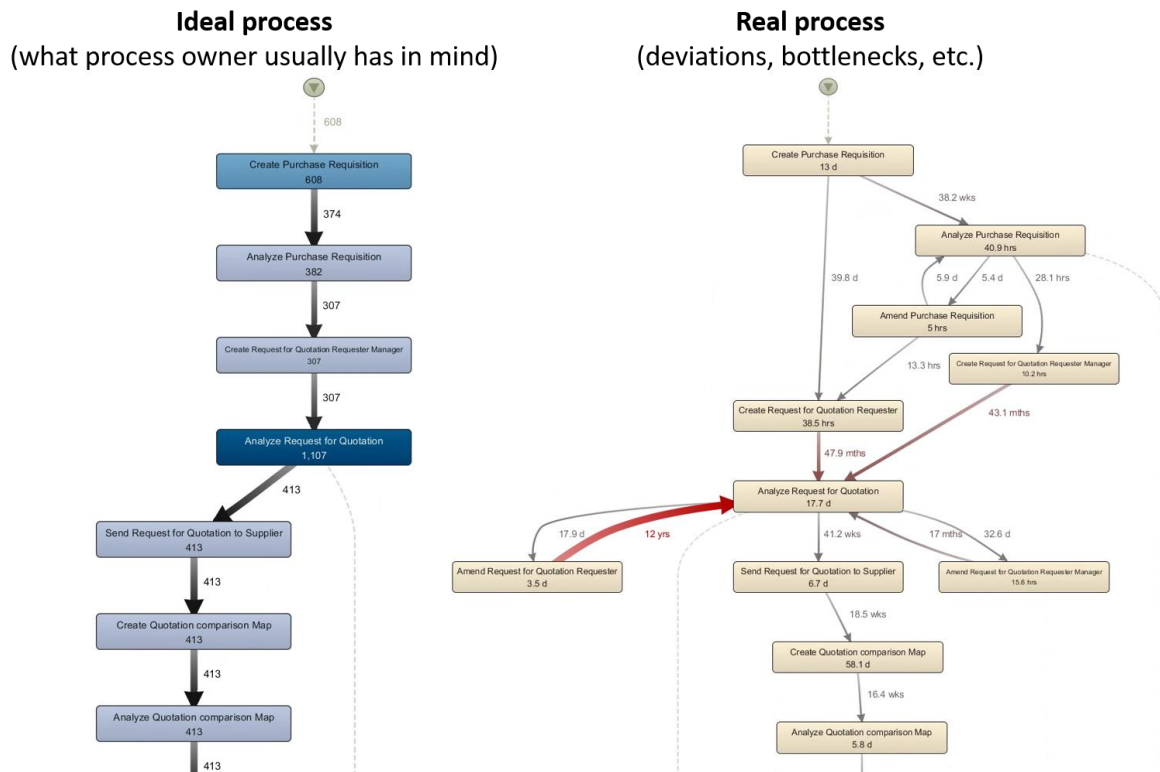 Ideal process
(what process owner usually has in mind)
608
Create Purchase Requisition
608
374
Analyze Purchase Requisition
382
307
Create Request for Quotation Requester Manager
307
307
Analyze Request for Quotation
1,107
413
Send Request for Quotation to Supplier
413
413
Create Quotation comparison Map
413
413
Analyze Quotation comparison Map
413
413
Real process
(deviations, bottlenecks, etc.)
Create Purchase Requisition
13 d
38.2 wks
Analyze Purchase Requisition
40.9 hrs
39.8 d
5.9 d
5.4 d
28.1 hrs
Amend Purchase Requisition
5 hrs
13.3 hrs
Create Request for Quotation Requester Manager
10.2 hrs
Create Request for Quotation Requester
38.5 hrs
43.1 mths
47.9 mths
Analyze Request for Quotation
17.7 d
17.9 d
12 yrs
41.2 wks
17 mths
32.6 d
Amend Request for Quotation Requester
3.5 d
Send Request for Quotation to Supplier
6.7 d
Amend Request for Quotation Requester Manager
15.6 hrs
18.5 wks
Create Quotation comparison Map
58.1 d
16.4 wks
Analyze Quotation comparison Map
5.8 d